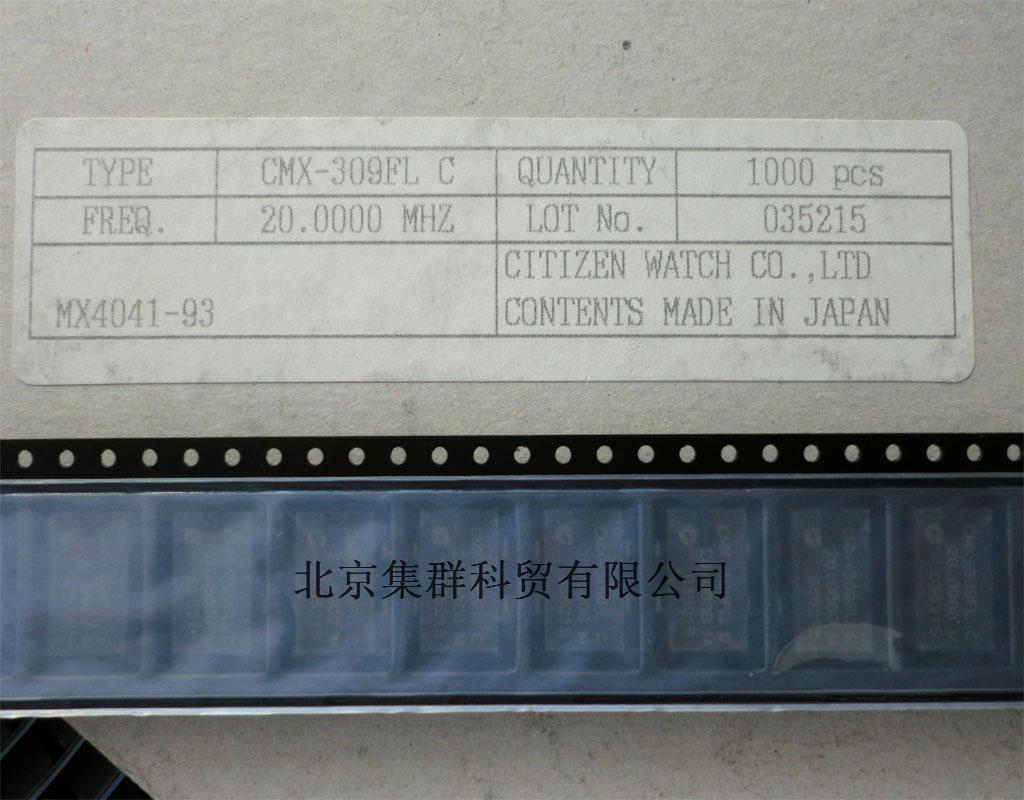 TYPE CMX-309FL C QUANTITY 1000 pcs
FREQ. 20.0000 MHZ LOT No. 035215
CITIZEN WATCH CO.,LTD
MX4041-93 CONTENTS MADE IN JAPAN
北京集群科贸有限公司